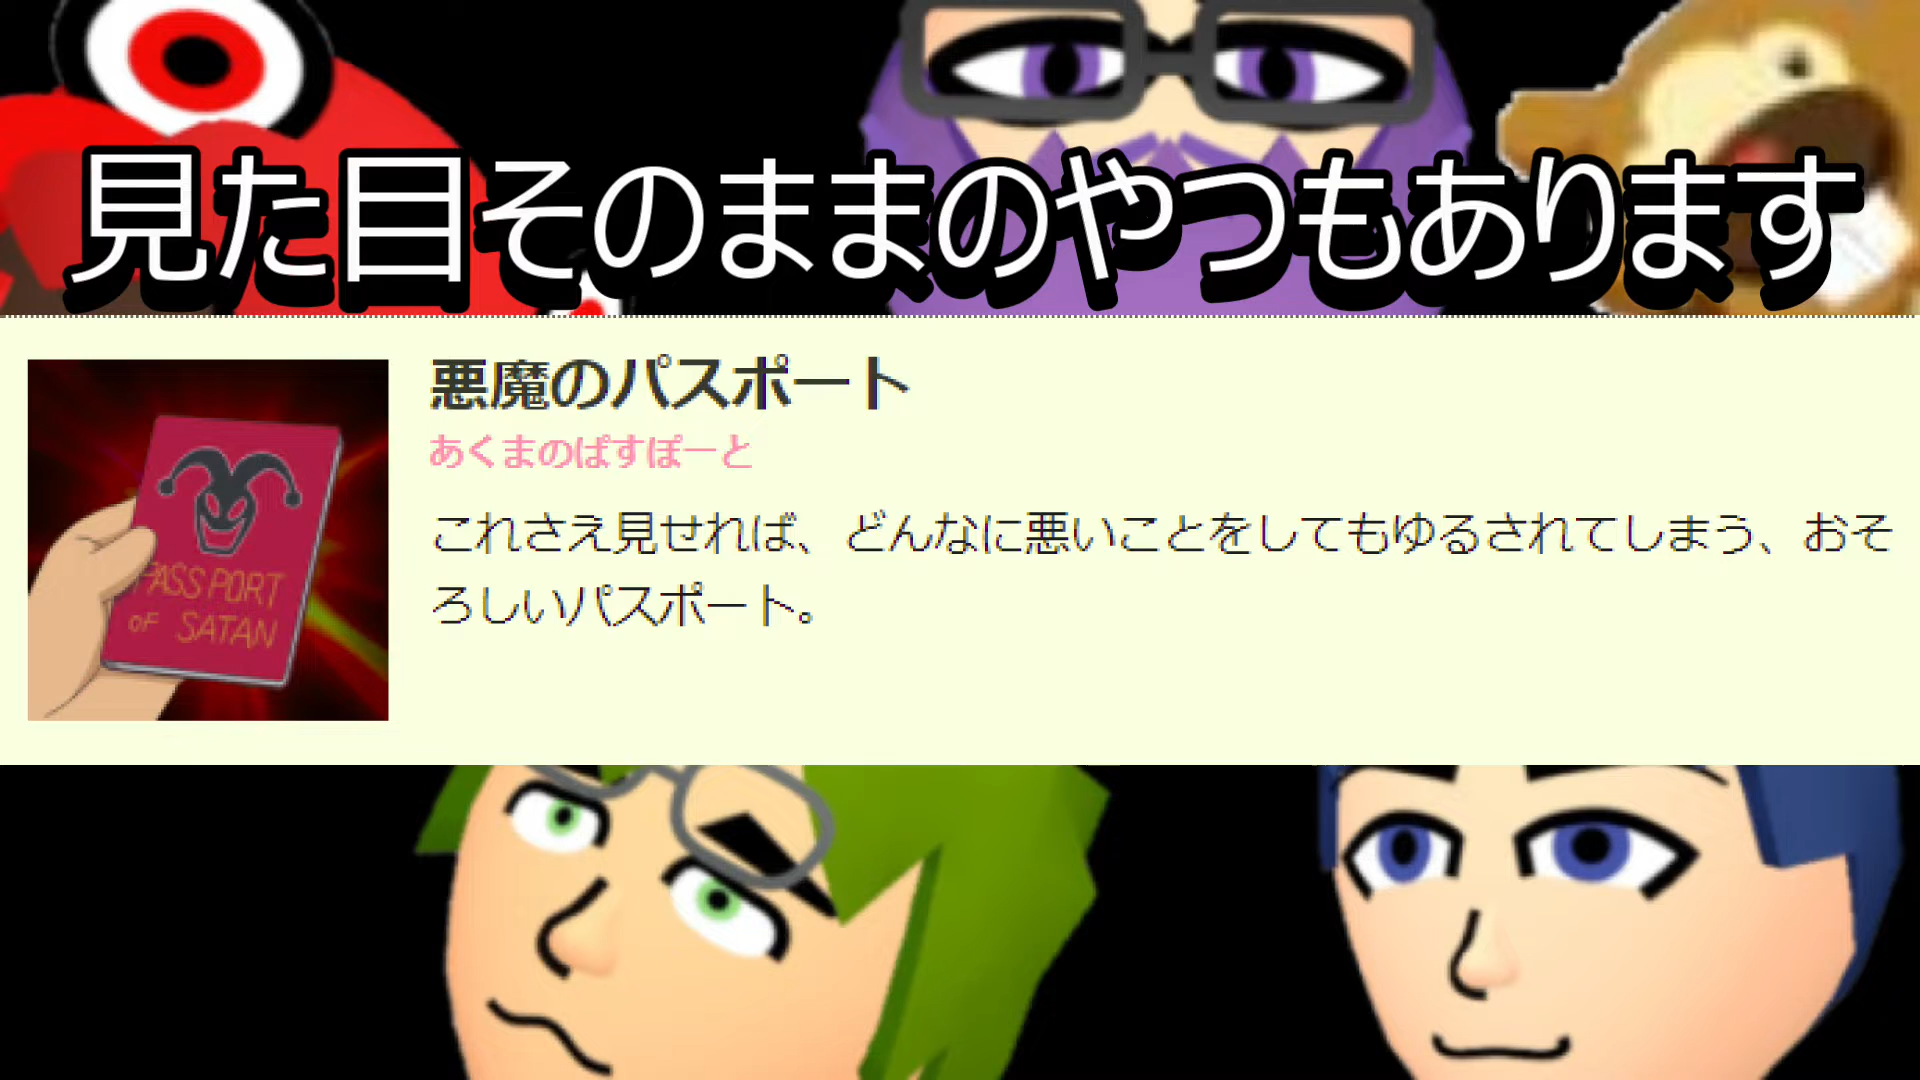 見た目そのままのやつもあります
悪魔のパスポート
あくまのぱすぽーと
これさえ見せれば、どんなに悪いことをしてもゆるされてしまう、おそ
ろしいパスポート。
PASSPORT
OF SATAN